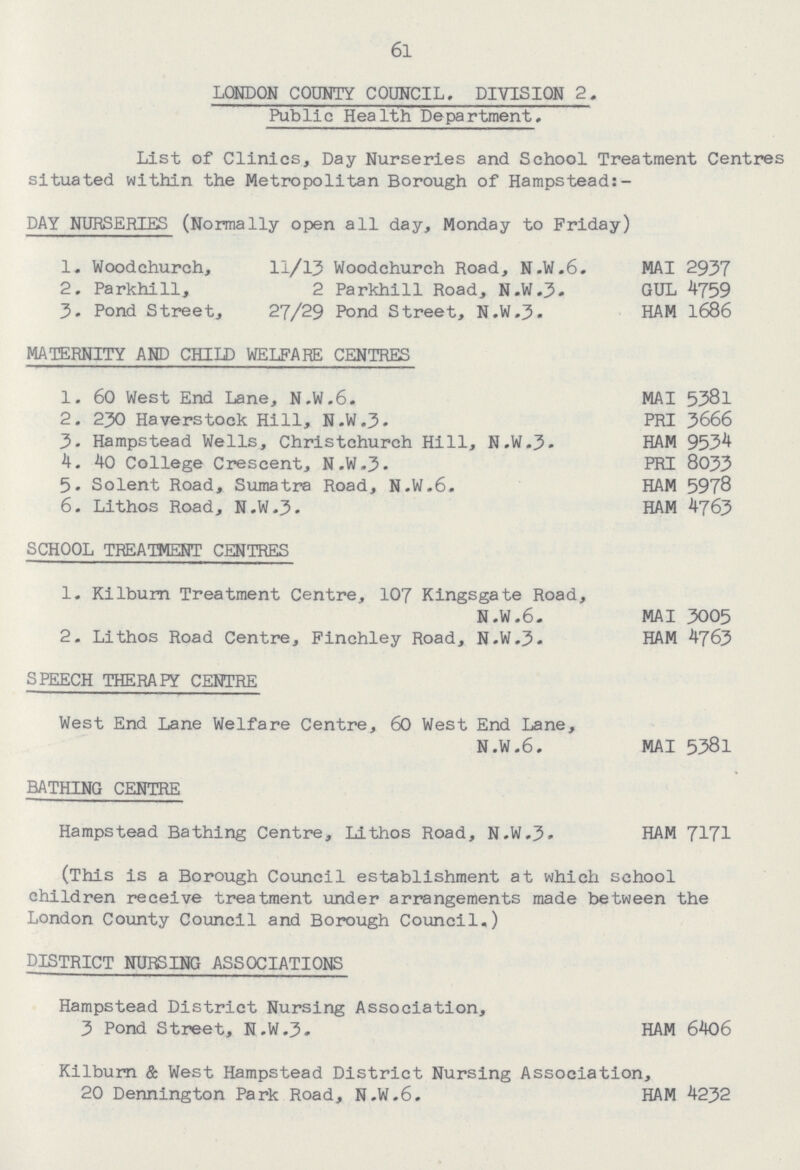 61
LONDON COUNTY COUNCIL. DIVISION 2.
Public Health Department.
List of Clinics, Day Nurseries and School Treatment Centres
situated within the Metropolitan Borough of Hampstead:-
DAY NURSERIES (Normally open all day, Monday to Friday)
1. Woodchurch, 11/13 Woodchurch Road, N.W.6. MAI 2937
2. Parkhill, 2 Parkhill Road, N.W.3. GUL 4759
3. Pond Street, 27/29 Pond Street, N.W.3. HAM 1686
MATERNITY AND CHILD WELFARE CENTRES
1. 60 West End Lane, N.W.6. MAI 5381
2. 230 Haverstock Hill, N.W.3. PRI 3666
3. Hampstead Wells, Christchurch Hill, N.W.3. HAM 9534
4. 40 College Crescent, N.W.3. PRI 8033
5. Solent Road, Sumatra Road, N.W.6. HAM 5978
6. Lithos Road, N.W.3. HAM 4763
SCHOOL TREATMENT CENTRES
1. Kilburn Treatment Centre, 107 Kingsgate Road,
N.W.6. MAI 3005
2. Lithos Road Centre, Finchley Road, N.W.3. HAM 4763
SPEECH THERAPY CENTRE
West End Lane Welfare Centre, 60 West End Lane,
N.W.6. MAI 5381
BATHING CENTRE
Hampstead Bathing Centre, Lithos Road, N.W.3. HAM 7171
(This is a Borough Council establishment at which school
children receive treatment under arrangements made between the
London County Council and Borough Council.)
DISTRICT NURSING ASSOCIATIONS
Hampstead District Nursing Association,
3 Pond Street, N.W.3. HAM 6406
Kilburn & West Hampstead District Nursing Association,
20 Dennington Park Road, N.W.6. HAM 4232